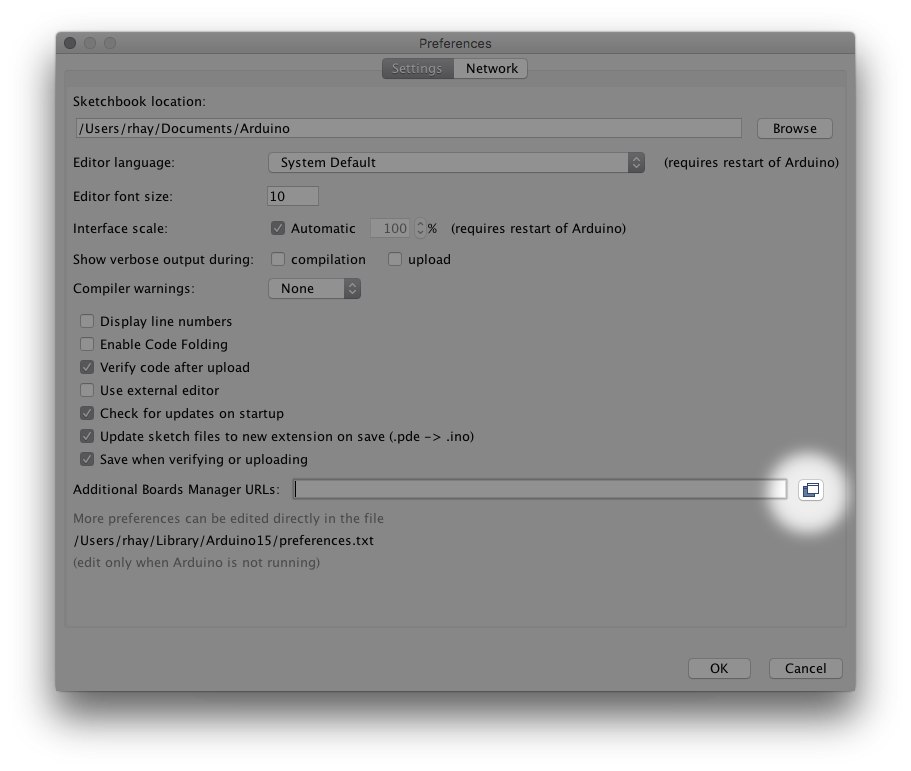 Preferences
Settings Network
Sketchbook location:
/Users/rhay/Documents/Arduino Browse
Editor language: System Default (requires restart of Arduino)
Editor font size: 10
Interface scale: Automatic 100 % (requires restart of Arduino)
Show verbose output during: compilation upload
Compiler warnings: None
Display line numbers
Enable Code Folding
Verify code after upload
Use external editor
Check for updates on startup
Update sketch files to new extension on save (.pde -> .ino)
Save when verifying or uploading
Additional Boards Manager URLs:
More preferences can be edited directly in the file
/Users/rhay/Library/Arduino15/preferences.txt
(edit only when Arduino is not running)
OK Cancel